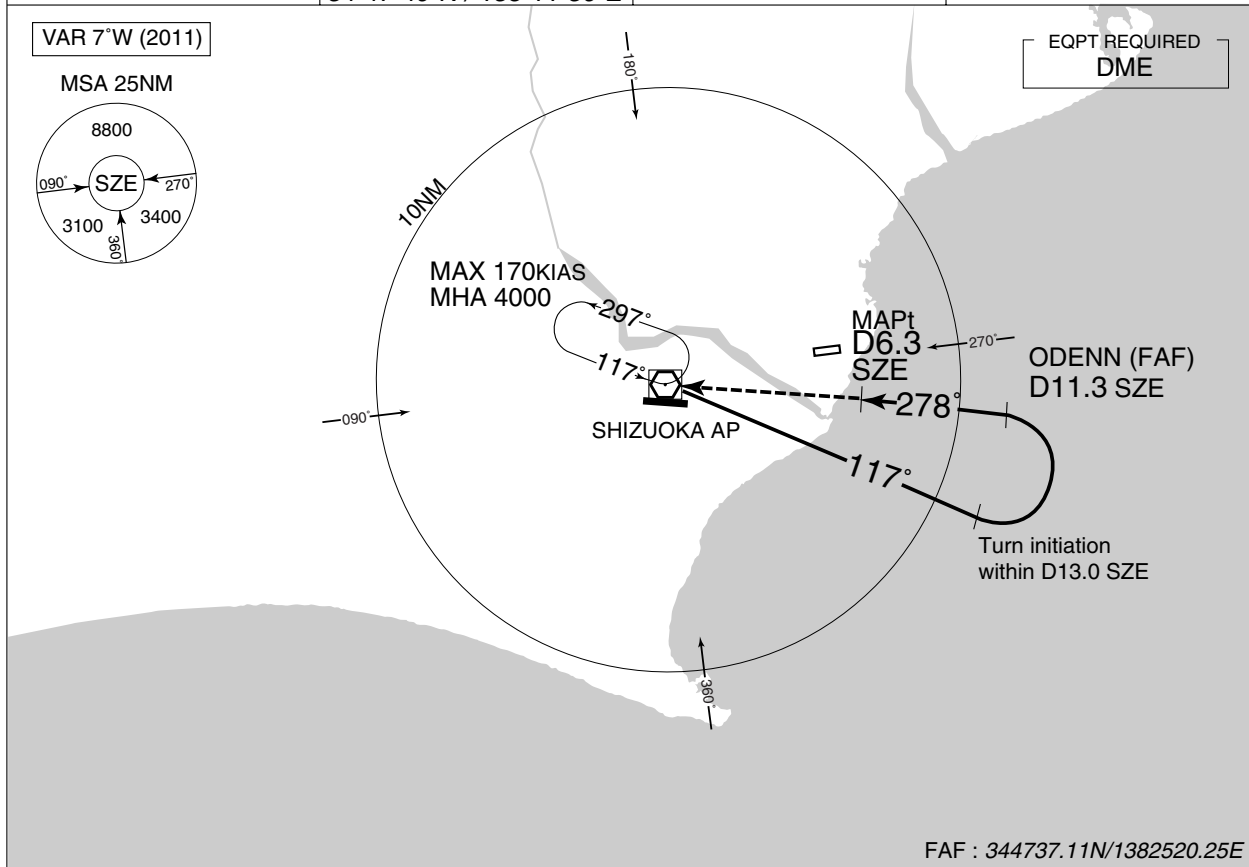 VAR 7°W (2011)
MSA 25NM
8800
090°
SZE
270°
3100
3400
360°
180°
EQPT REQUIRED
DME
10NM
MAX 170KIAS
MHA 4000
297°
117°
MAPt
D6.3
SZE
270°
ODENN (FAF)
D11.3 SZE
278°
090°
SHIZUOKA AP
117°
Turn initiation
within D13.0 SZE
360°
FAF : 344737.11N/1382520.25E